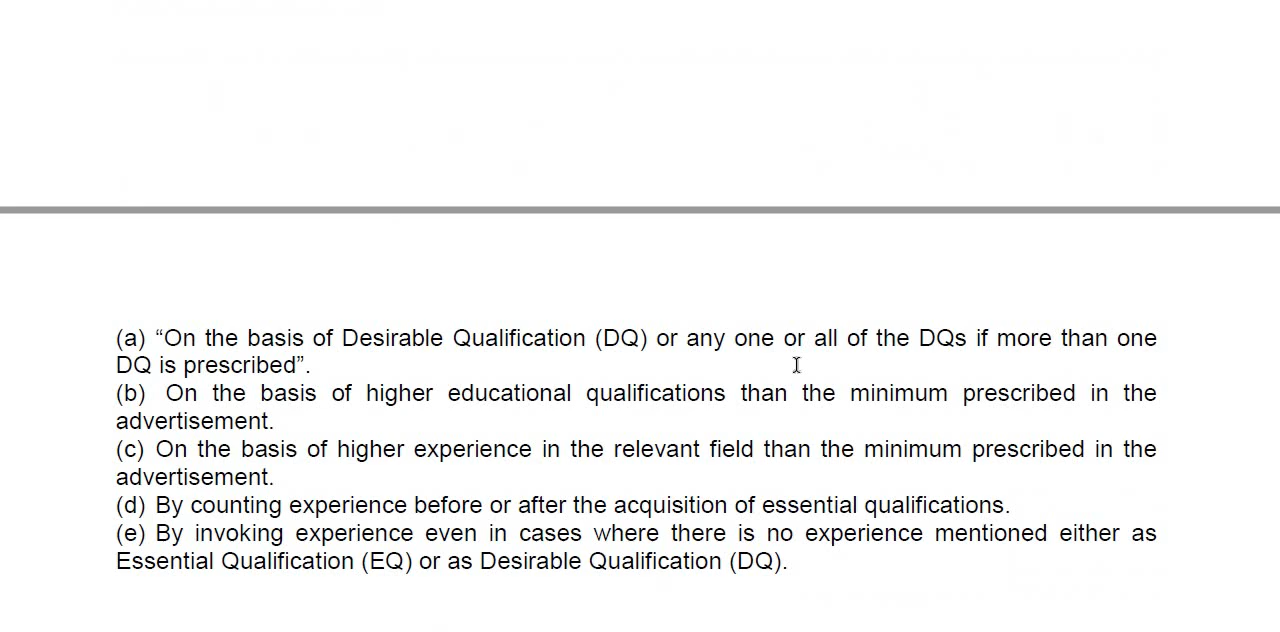 (a) “On the basis of Desirable Qualification (DQ) or any one or all of the DQs if more than one
DQ is prescribed”.
(b) On the basis of higher educational qualifications than the minimum prescribed in the
advertisement.
(c) On the basis of higher experience in the relevant field than the minimum prescribed in the
advertisement.
(d) By counting experience before or after the acquisition of essential qualifications.
(e) By invoking experience even in cases where there is no experience mentioned either as
Essential Qualification (EQ) or as Desirable Qualification (DQ).